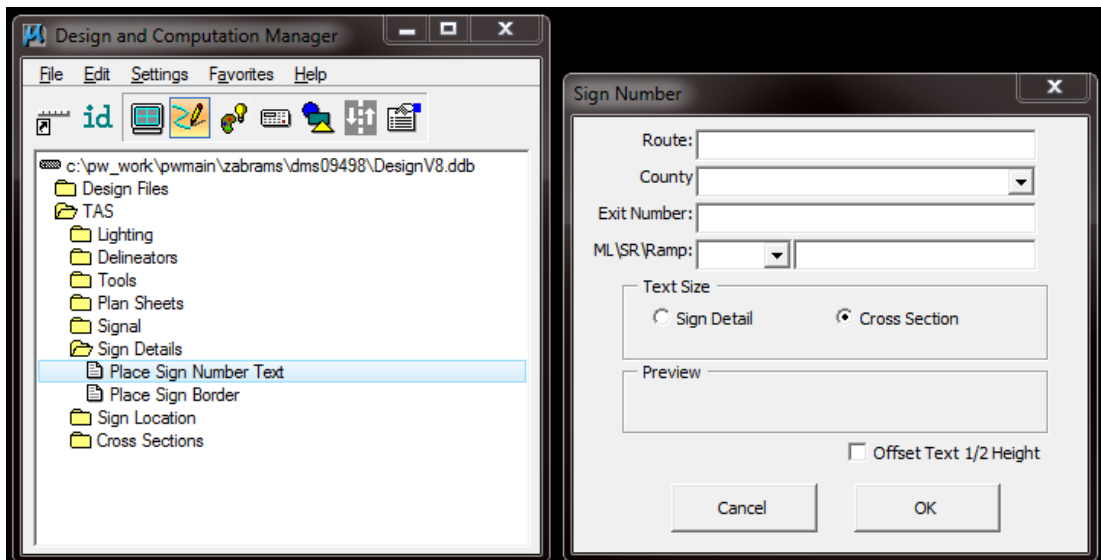 Design and Computation Manager
File Edit Settings Favorites Help
id
c:\pw_work\pwmain\zabrams\dms09498\DesignV8.ddb
Design Files
TAS
Lighting
Delineators
Tools
Plan Sheets
Signal
Sign Details
Place Sign Number Text
Place Sign Border
Sign Location
Cross Sections
Sign Number
Route:
County
Exit Number:
ML\SR\Ramp:
Text Size
Sign Detail Cross Section
Preview
Offset Text 1/2 Height
Cancel OK